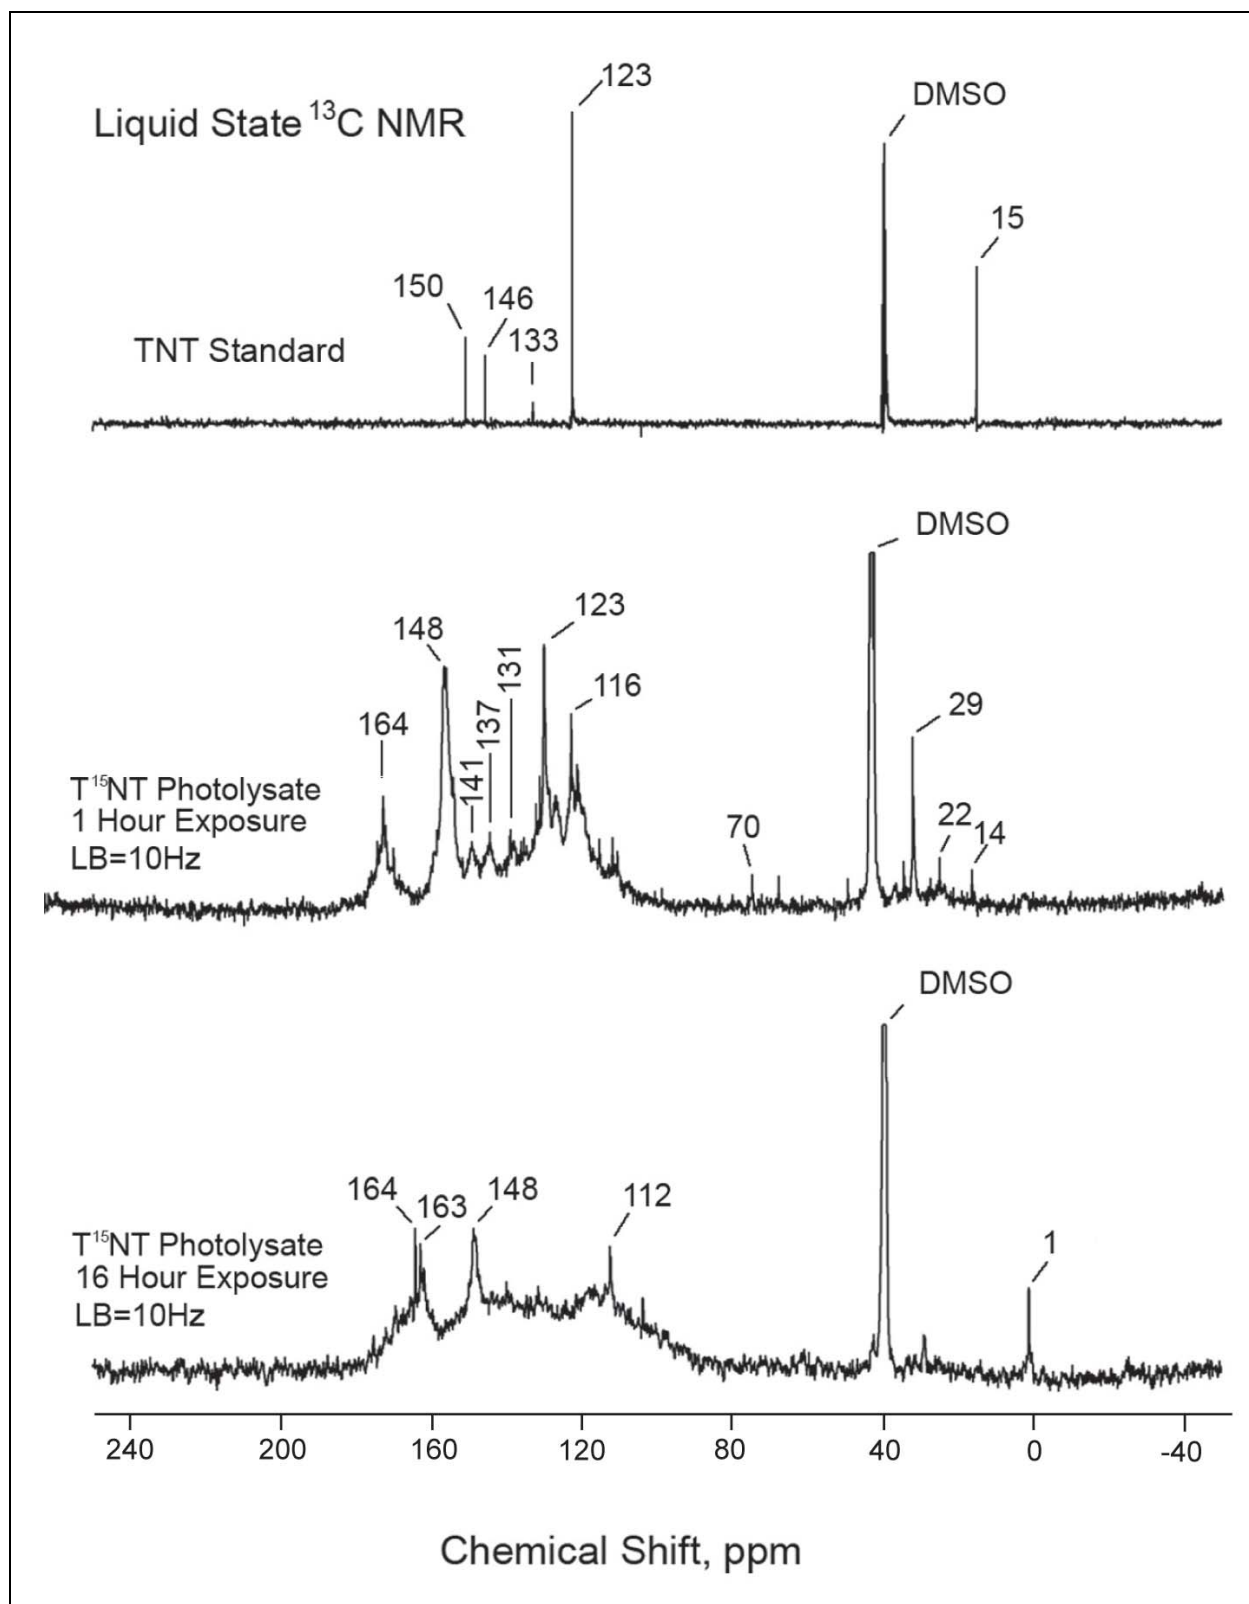 Liquid State ¹³C NMR
123
DMSO
15
150
146
133
TNT Standard
DMSO
148
123
164
141
137
131
116
29
70
22
14
T¹⁵NT Photolysate
1 Hour Exposure
LB=10Hz
DMSO
164
163
148
112
1
T¹⁵NT Photolysate
16 Hour Exposure
LB=10Hz
240 200 160 120 80 40 0 -40
Chemical Shift, ppm